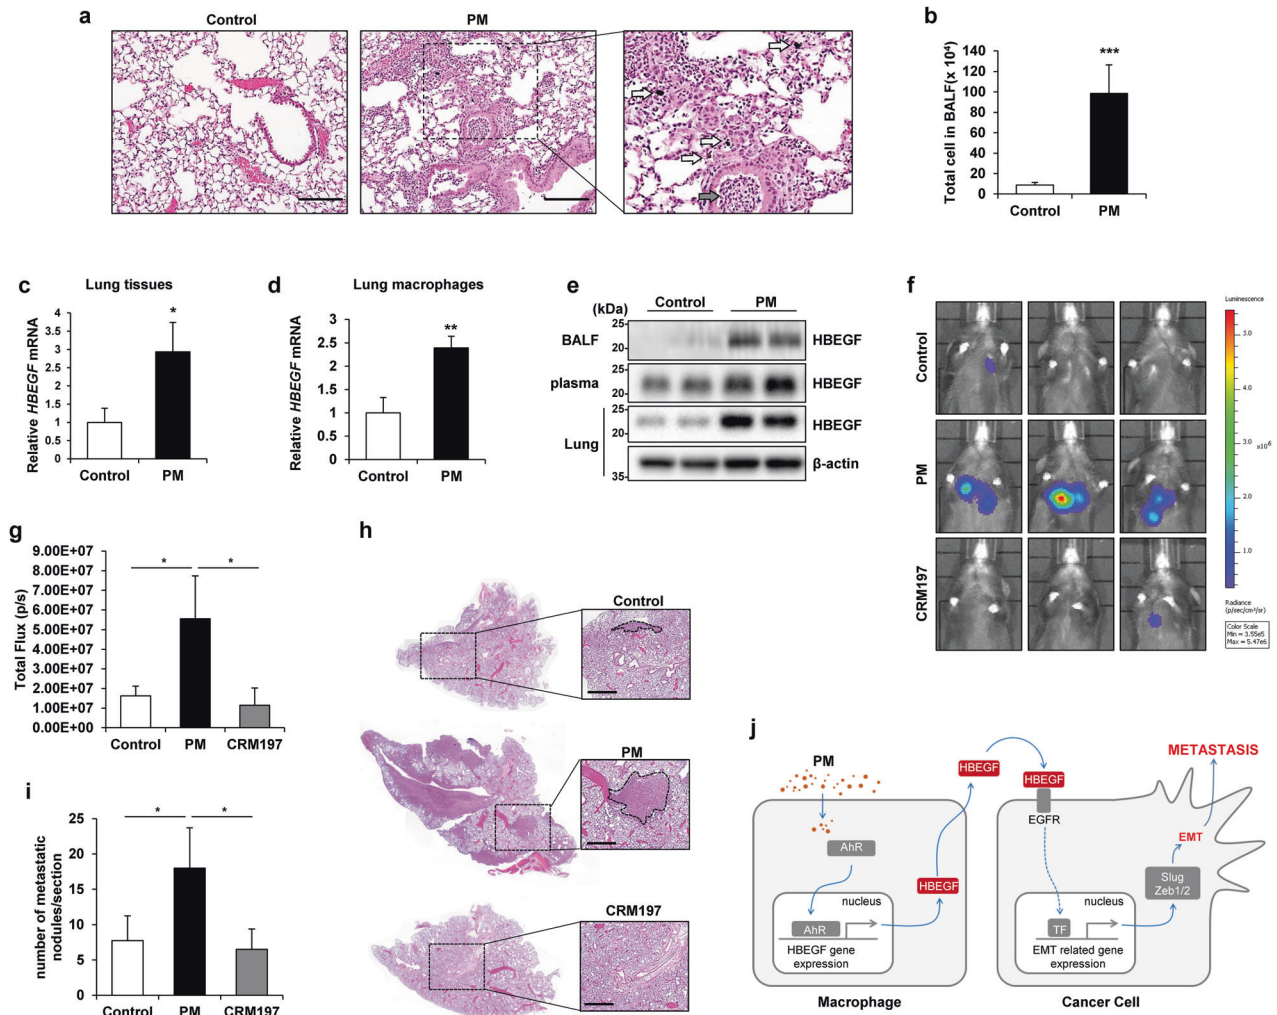 a
Control
PM
b
Total cell in BALF(x 10⁴)
140
120
100
80
60
40
20
0
***
Control
PM
c
Lung tissues
Relative HBEGF mRNA
4
3.5
3
2.5
2
1.5
1
0.5
0
*
Control
PM
d
Lung macrophages
Relative HBEGF mRNA
3
2.5
2
1.5
1
0.5
0
**
Control
PM
e
(kDa)
Control
PM
BALF
25
20
HBEGF
plasma
HBEGF
Lung
25
20
HBEGF
35
β-actin
f
Control
PM
CRM197
Luminescence
5.0
4.0
3.0
x10⁶
2.0
1.0
Radiance
(p/sec/cm²/sr)
Color Scale
Min = 3.55e5
Max = 5.47e6
g
Total Flux (p/s)
9.00E+07
8.00E+07
7.00E+07
6.00E+07
5.00E+07
4.00E+07
3.00E+07
2.00E+07
1.00E+07
0.00E+00
*
*
Control
PM
CRM197
h
Control
PM
CRM197
i
number of metastatic
nodules/section
25
20
15
10
5
0
*
*
Control
PM
CRM197
j
PM
AhR
nucleus
AhR
HBEGF gene
expression
HBEGF
Macrophage
HBEGF
HBEGF
EGFR
nucleus
TF
EMT related gene
expression
Slug
Zeb1/2
EMT
METASTASIS
Cancer Cell